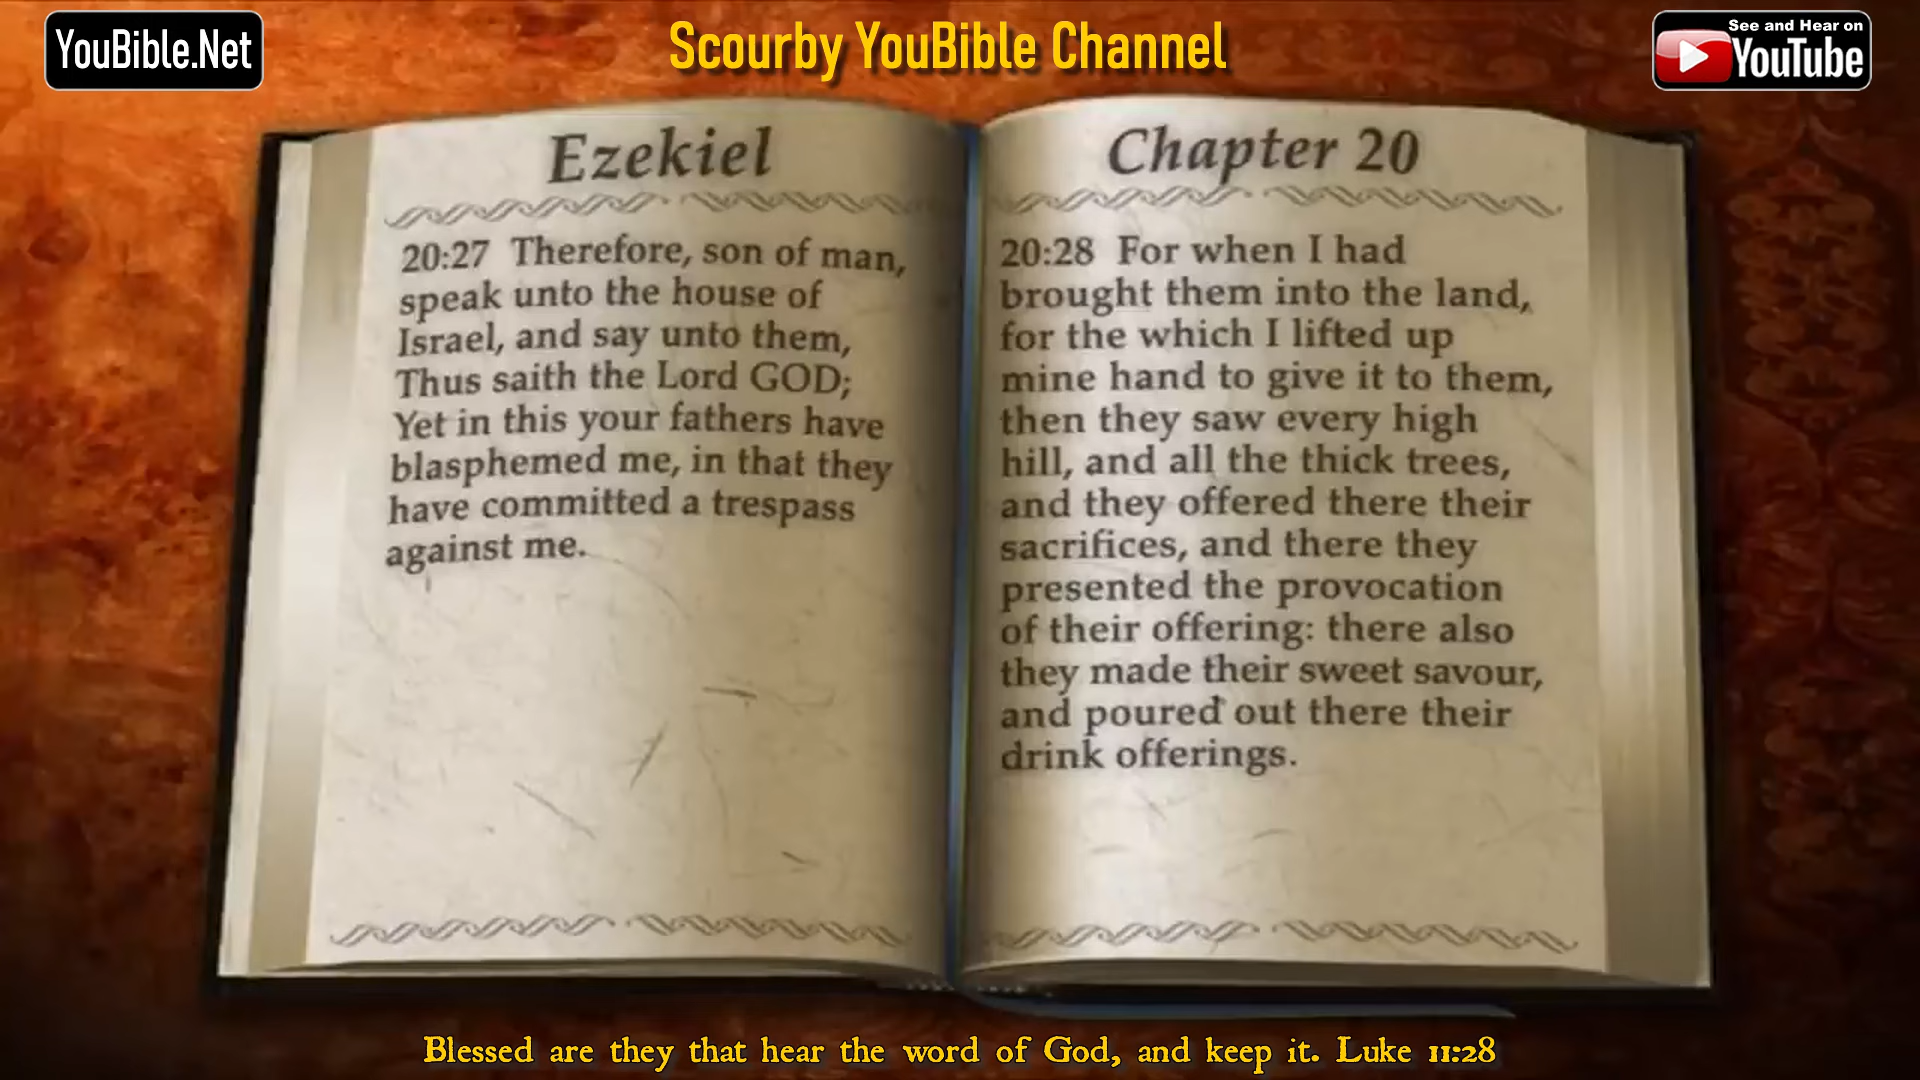 YouBible.Net
Scourby YouBible Channel
See and Hear on
YouTube
Ezekiel
20:27 Therefore, son of man,
speak unto the house of
Israel, and say unto them,
Thus saith the Lord GOD;
Yet in this your fathers have
blasphemed me, in that they
have committed a trespass
against me.
Chapter 20
20:28 For when I had
brought them into the land,
for the which I lifted up
mine hand to give it to them,
then they saw every high
hill, and all the thick trees,
and they offered there their
sacrifices, and there they
presented the provocation
of their offering: there also
they made their sweet savour,
and poured out there their
drink offerings.
Blessed are they that hear the word of God, and keep it. Luke 11:28